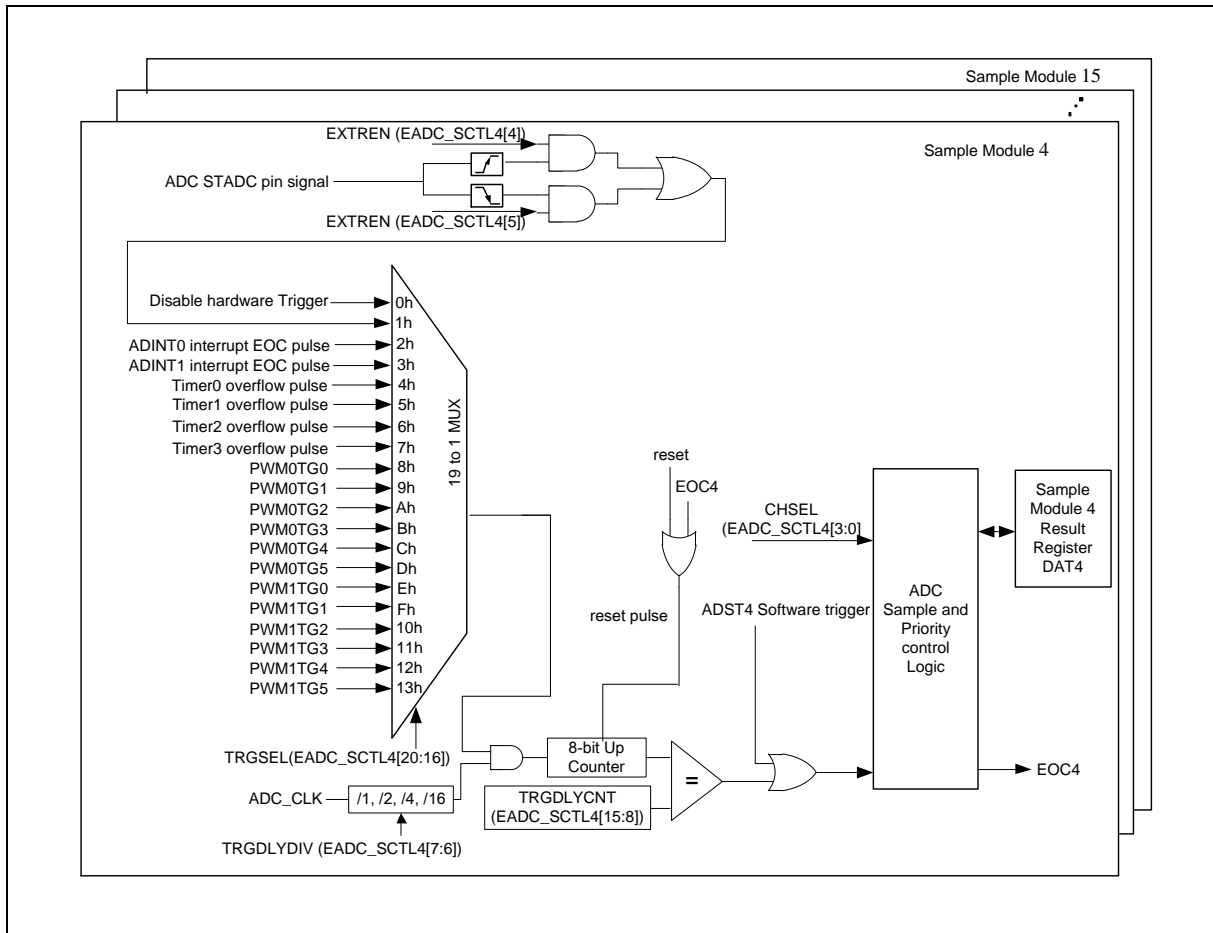 Sample Module 15
Sample Module 4
EXTREN (EADC_SCTL4[4])
ADC STADC pin signal
EXTREN (EADC_SCTL4[5])
Disable hardware Trigger
0h
1h
ADINT0 interrupt EOC pulse
2h
ADINT1 interrupt EOC pulse
3h
Timer0 overflow pulse
4h
Timer1 overflow pulse
5h
Timer2 overflow pulse
6h
Timer3 overflow pulse
7h
PWM0TG0
8h
PWM0TG1
9h
PWM0TG2
Ah
PWM0TG3
Bh
PWM0TG4
Ch
PWM0TG5
Dh
PWM1TG0
Eh
PWM1TG1
Fh
PWM1TG2
10h
PWM1TG3
11h
PWM1TG4
12h
PWM1TG5
13h
19 to 1 MUX
TRGSEL(EADC_SCTL4[20:16])
ADC_CLK
/1, /2, /4, /16
TRGDLYDIV (EADC_SCTL4[7:6])
reset
EOC4
reset pulse
8-bit Up
Counter
TRGDLYCNT
(EADC_SCTL4[15:8])
=
CHSEL
(EADC_SCTL4[3:0])
ADST4 Software trigger
ADC
Sample and
Priority
control
Logic
Sample
Module 4
Result
Register
DAT4
EOC4